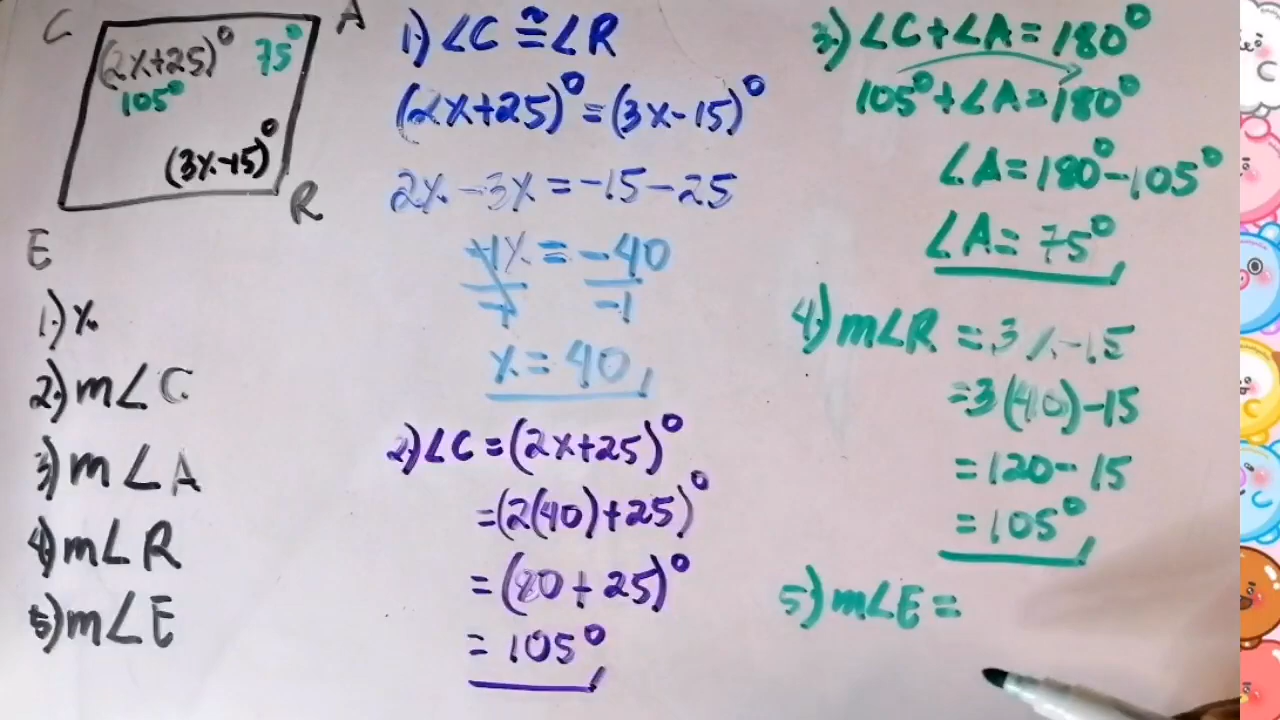 C
A
(2x+25)° 75°
105°
(3x-15)°
R
E
1.) x
2.) m∠C
3.) m∠A
4.) m∠R
5.) m∠E
1.) ∠C ≅ ∠R
(2x+25)° = (3x-15)°
2x - 3x = -15 - 25
-1x = -40
-1 -1
x = 40
2.) ∠C = (2x+25)°
= (2(40)+25)°
= (80+25)°
= 105°
3.) ∠C + ∠A = 180°
105° + ∠A = 180°
∠A = 180° - 105°
∠A = 75°
4.) m∠R = 3x-15
= 3(40)-15
= 120-15
= 105°
5.) m∠E =